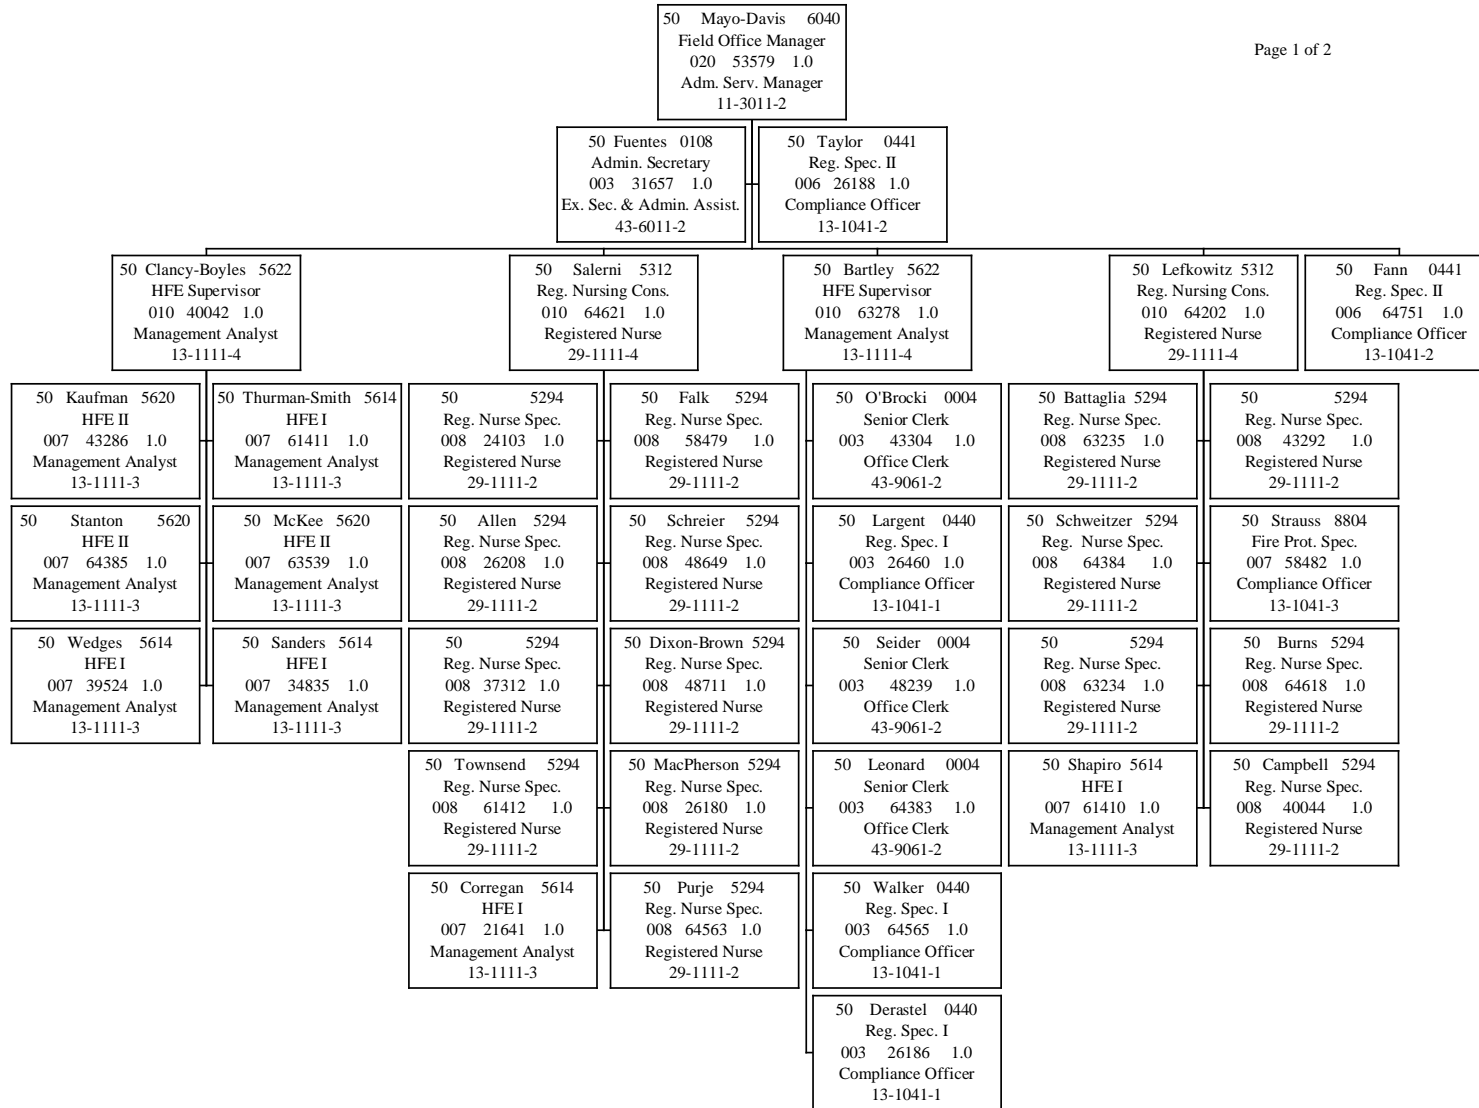 50 Mayo-Davis 6040
Field Office Manager
020 53579 1.0
Adm. Serv. Manager
11-3011-2
Page 1 of 2
50 Fuentes 0108
Admin. Secretary
003 31657 1.0
Ex. Sec. & Admin. Assist.
43-6011-2
50 Taylor 0441
Reg. Spec. II
006 26188 1.0
Compliance Officer
13-1041-2
50 Clancy-Boyles 5622
HFE Supervisor
010 40042 1.0
Management Analyst
13-1111-4
50 Salerni 5312
Reg. Nursing Cons.
010 64621 1.0
Registered Nurse
29-1111-4
50 Bartley 5622
HFE Supervisor
010 63278 1.0
Management Analyst
13-1111-4
50 Lefkowitz 5312
Reg. Nursing Cons.
010 64202 1.0
Registered Nurse
29-1111-4
50 Fann 0441
Reg. Spec. II
006 64751 1.0
Compliance Officer
13-1041-2
50 Kaufman 5620
HFE II
007 43286 1.0
Management Analyst
13-1111-3
50 Thurman-Smith 5614
HFE I
007 61411 1.0
Management Analyst
13-1111-3
50 5294
Reg. Nurse Spec.
008 24103 1.0
Registered Nurse
29-1111-2
50 Falk 5294
Reg. Nurse Spec.
008 58479 1.0
Registered Nurse
29-1111-2
50 O'Brocki 0004
Senior Clerk
003 43304 1.0
Office Clerk
43-9061-2
50 Battaglia 5294
Reg. Nurse Spec.
008 63235 1.0
Registered Nurse
29-1111-2
50 5294
Reg. Nurse Spec.
008 43292 1.0
Registered Nurse
29-1111-2
50 Stanton 5620
HFE II
007 64385 1.0
Management Analyst
13-1111-3
50 McKee 5620
HFE II
007 63539 1.0
Management Analyst
13-1111-3
50 Allen 5294
Reg. Nurse Spec.
008 26208 1.0
Registered Nurse
29-1111-2
50 Schreier 5294
Reg. Nurse Spec.
008 48649 1.0
Registered Nurse
29-1111-2
50 Largent 0440
Reg. Spec. I
003 26460 1.0
Compliance Officer
13-1041-1
50 Schweitzer 5294
Reg. Nurse Spec.
008 64384 1.0
Registered Nurse
29-1111-2
50 Strauss 8804
Fire Prot. Spec.
007 58482 1.0
Compliance Officer
13-1041-3
50 Wedges 5614
HFE I
007 39524 1.0
Management Analyst
13-1111-3
50 Sanders 5614
HFE I
007 34835 1.0
Management Analyst
13-1111-3
50 5294
Reg. Nurse Spec.
008 37312 1.0
Registered Nurse
29-1111-2
50 Dixon-Brown 5294
Reg. Nurse Spec.
008 48711 1.0
Registered Nurse
29-1111-2
50 Seider 0004
Senior Clerk
003 48239 1.0
Office Clerk
43-9061-2
50 5294
Reg. Nurse Spec.
008 63234 1.0
Registered Nurse
29-1111-2
50 Burns 5294
Reg. Nurse Spec.
008 64618 1.0
Registered Nurse
29-1111-2
50 Townsend 5294
Reg. Nurse Spec.
008 61412 1.0
Registered Nurse
29-1111-2
50 MacPherson 5294
Reg. Nurse Spec.
008 26180 1.0
Registered Nurse
29-1111-2
50 Leonard 0004
Senior Clerk
003 64383 1.0
Office Clerk
43-9061-2
50 Shapiro 5614
HFE I
007 61410 1.0
Management Analyst
13-1111-3
50 Campbell 5294
Reg. Nurse Spec.
008 40044 1.0
Registered Nurse
29-1111-2
50 Corregan 5614
HFE I
007 21641 1.0
Management Analyst
13-1111-3
50 Purje 5294
Reg. Nurse Spec.
008 64563 1.0
Registered Nurse
29-1111-2
50 Walker 0440
Reg. Spec. I
003 64565 1.0
Compliance Officer
13-1041-1
50 Derastel 0440
Reg. Spec. I
003 26186 1.0
Compliance Officer
13-1041-1